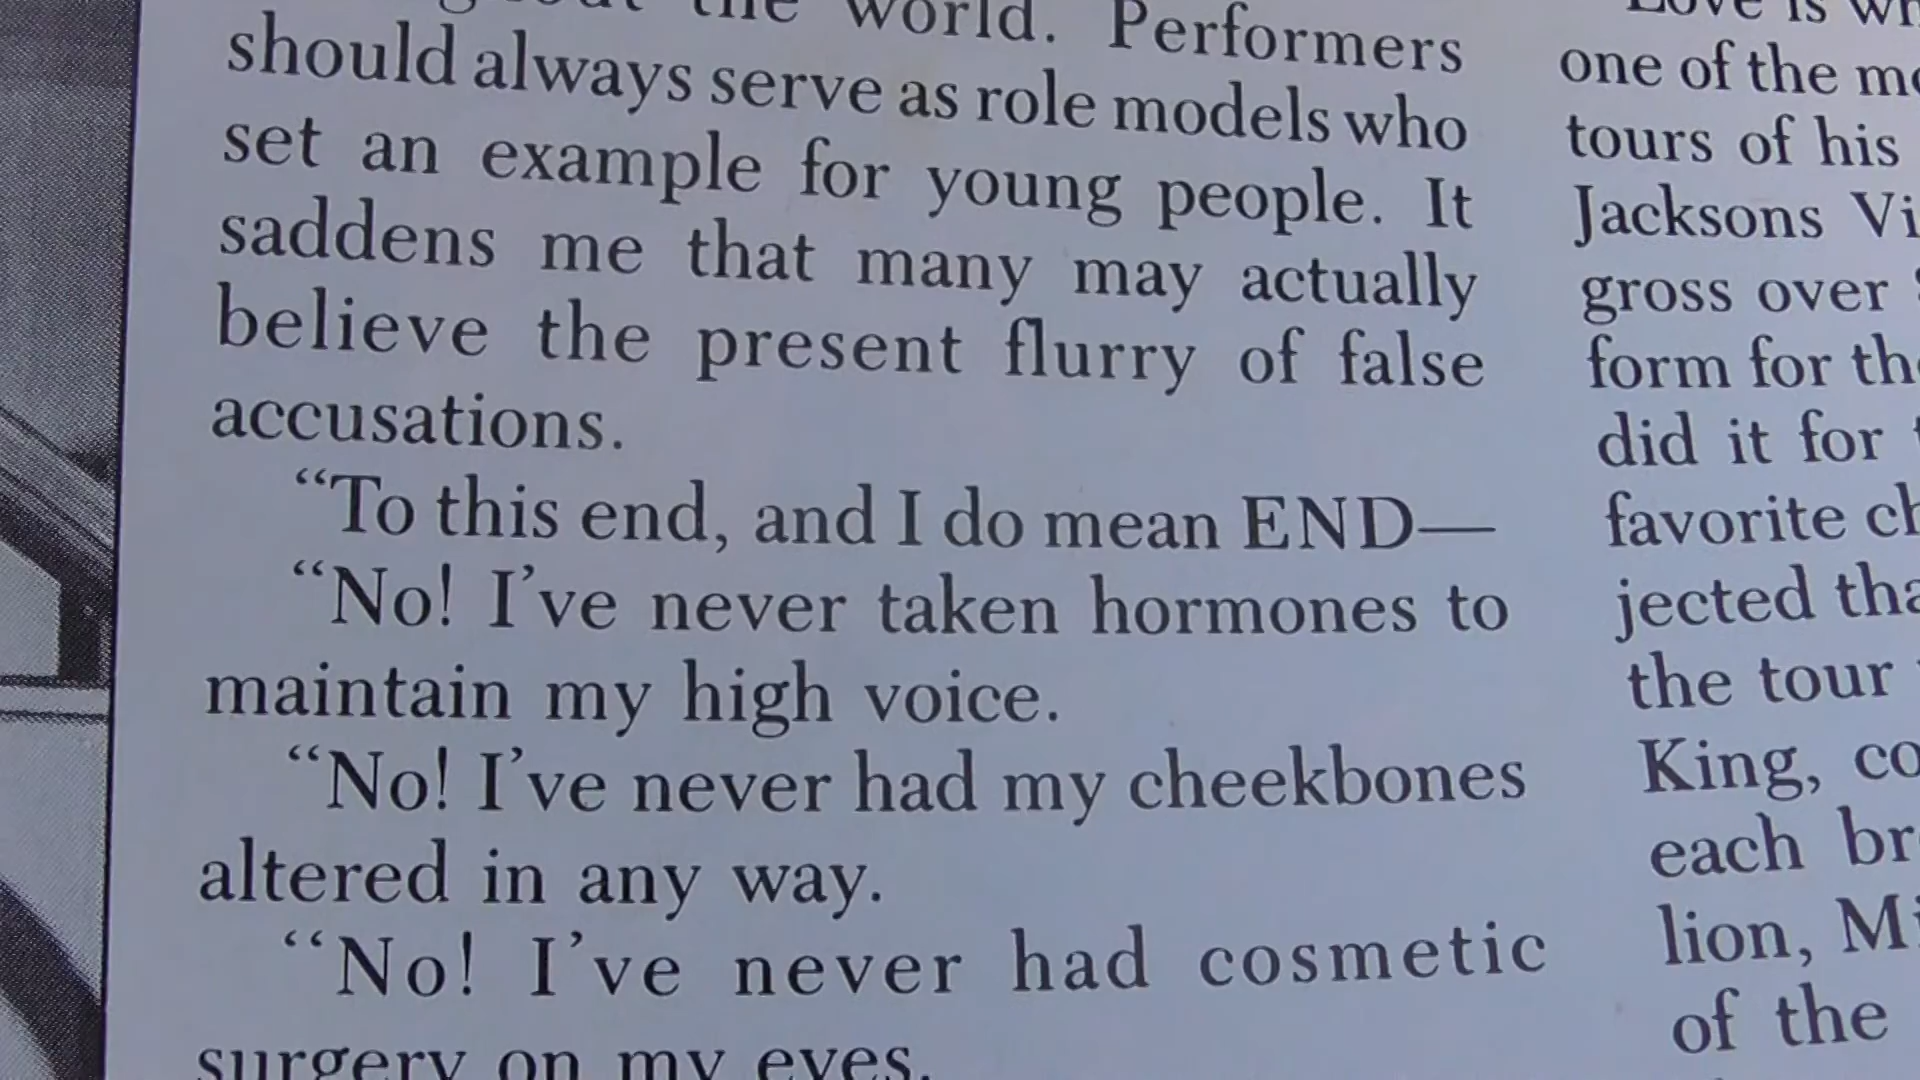 the world. Performers
should always serve as role models who
set an example for young people. It
saddens me that many may actually
believe the present flurry of false
accusations.
“To this end, and I do mean END—
“No! I’ve never taken hormones to
maintain my high voice.
“No! I’ve never had my cheekbones
altered in any way.
“No! I’ve never had cosmetic
surgery on my eyes.
Love is
one of the
tours of his
Jacksons
gross over
form for
did it for
favorite
jected
the tour
King,
each
lion,
of the